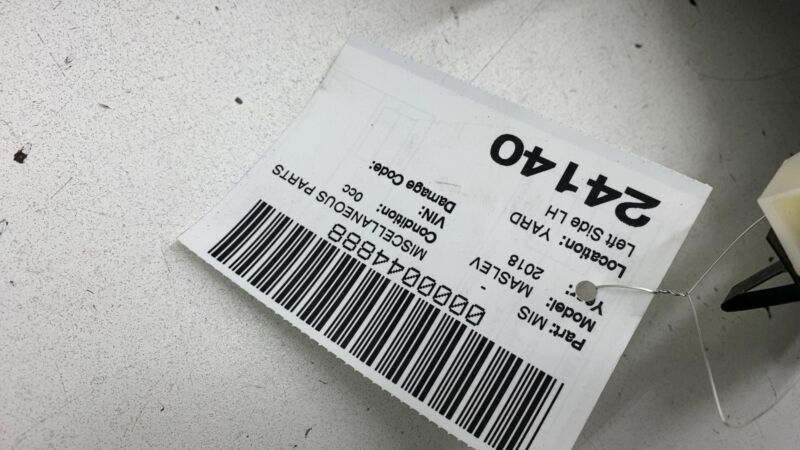 0000044888
Part: MIS - MISCELLANEOUS PARTS
Model: MASLEV Condition: 0cc
2018 VIN:
Location: YARD Damage Code:
Left Side LH
24140